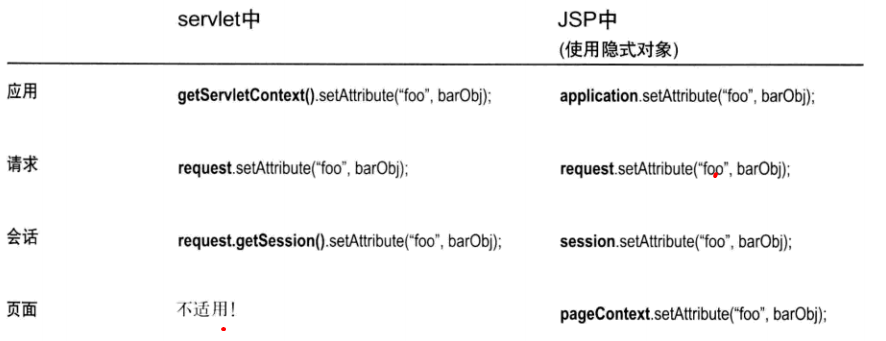 servlet中 JSP中
(使用隐式对象)
应用 getServletContext().setAttribute(“foo”, barObj); application.setAttribute(“foo”, barObj);
请求 request.setAttribute(“foo”, barObj); request.setAttribute(“foo”, barObj);
会话 request.getSession().setAttribute(“foo”, barObj); session.setAttribute(“foo”, barObj);
页面 不适用! pageContext.setAttribute(“foo”, barObj);